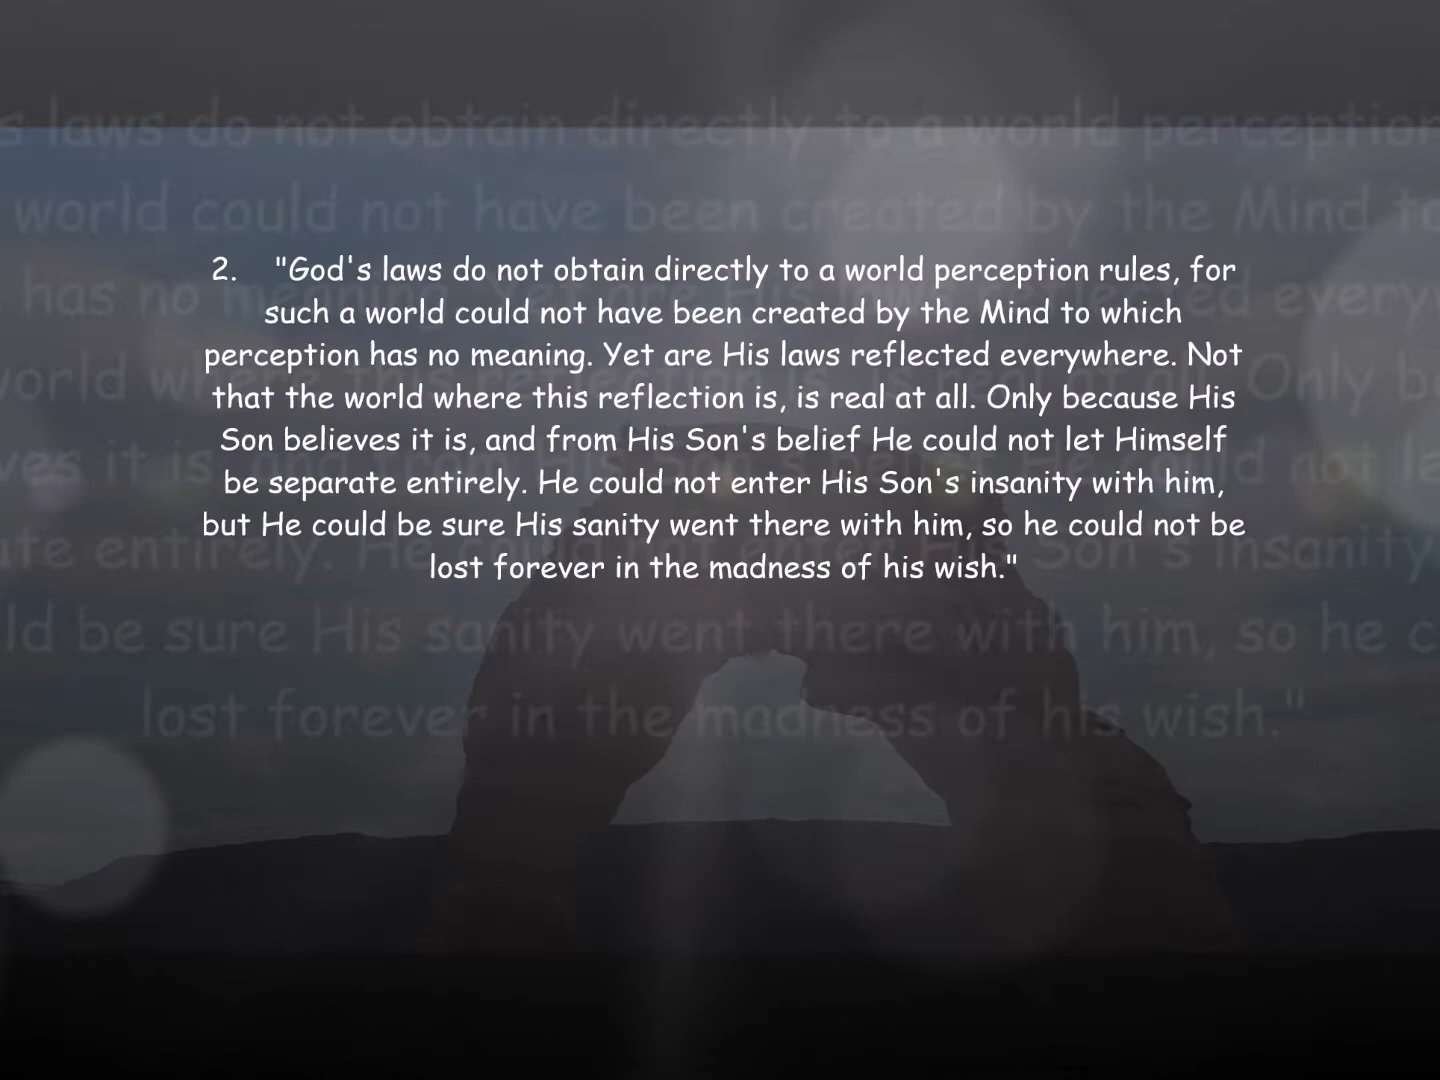 2. "God's laws do not obtain directly to a world perception rules, for
such a world could not have been created by the Mind to which
perception has no meaning. Yet are His laws reflected everywhere. Not
that the world where this reflection is, is real at all. Only because His
Son believes it is, and from His Son's belief He could not let Himself
be separate entirely. He could not enter His Son's insanity with him,
but He could be sure His sanity went there with him, so he could not be
lost forever in the madness of his wish."